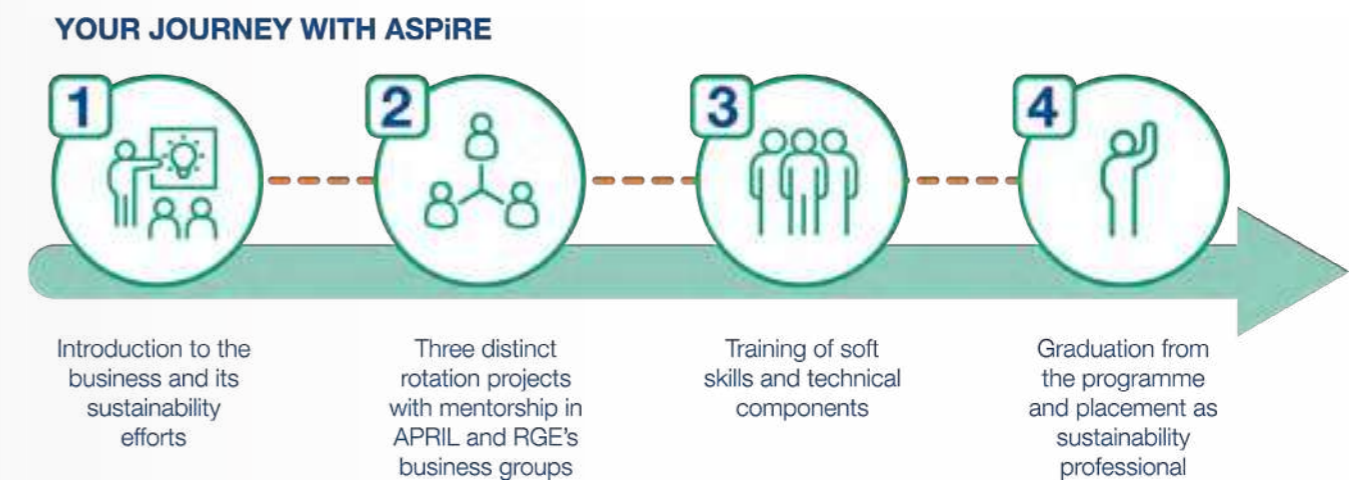 YOUR JOURNEY WITH ASPiRE
1
2
3
4
Introduction to the
business and its
sustainability
efforts
Three distinct
rotation projects
with mentorship in
APRIL and RGE's
business groups
Training of soft
skills and technical
components
Graduation from
the programme
and placement as
sustainability
professional